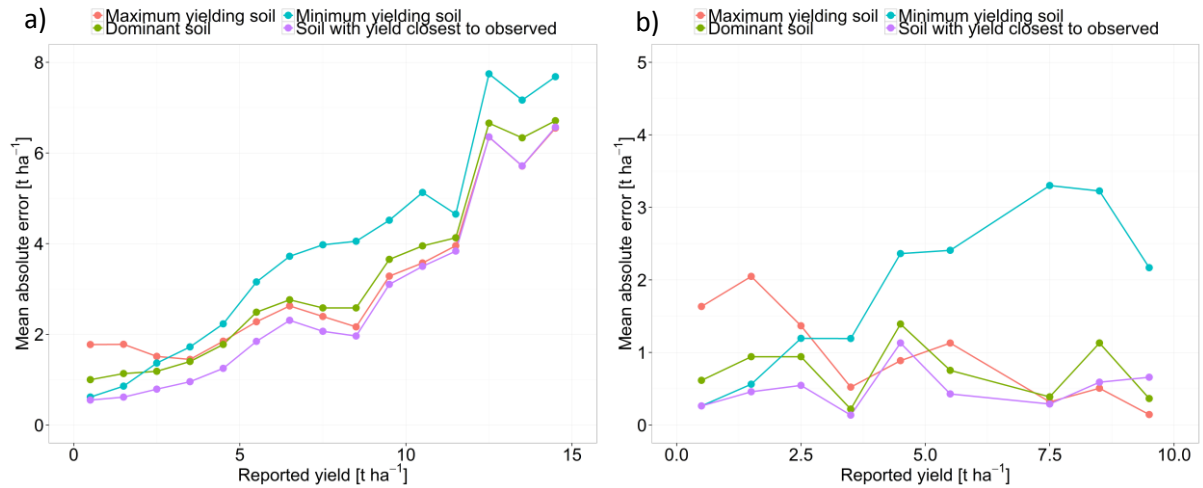 a)
Maximum yielding soil Minimum yielding soil
Dominant soil Soil with yield closest to observed
Mean absolute error [t ha⁻¹]
8
6
4
2
0
0 5 10 15
Reported yield [t ha⁻¹]
b)
Maximum yielding soil Minimum yielding soil
Dominant soil Soil with yield closest to observed
Mean absolute error [t ha⁻¹]
5
4
3
2
1
0
0.0 2.5 5.0 7.5 10.0
Reported yield [t ha⁻¹]